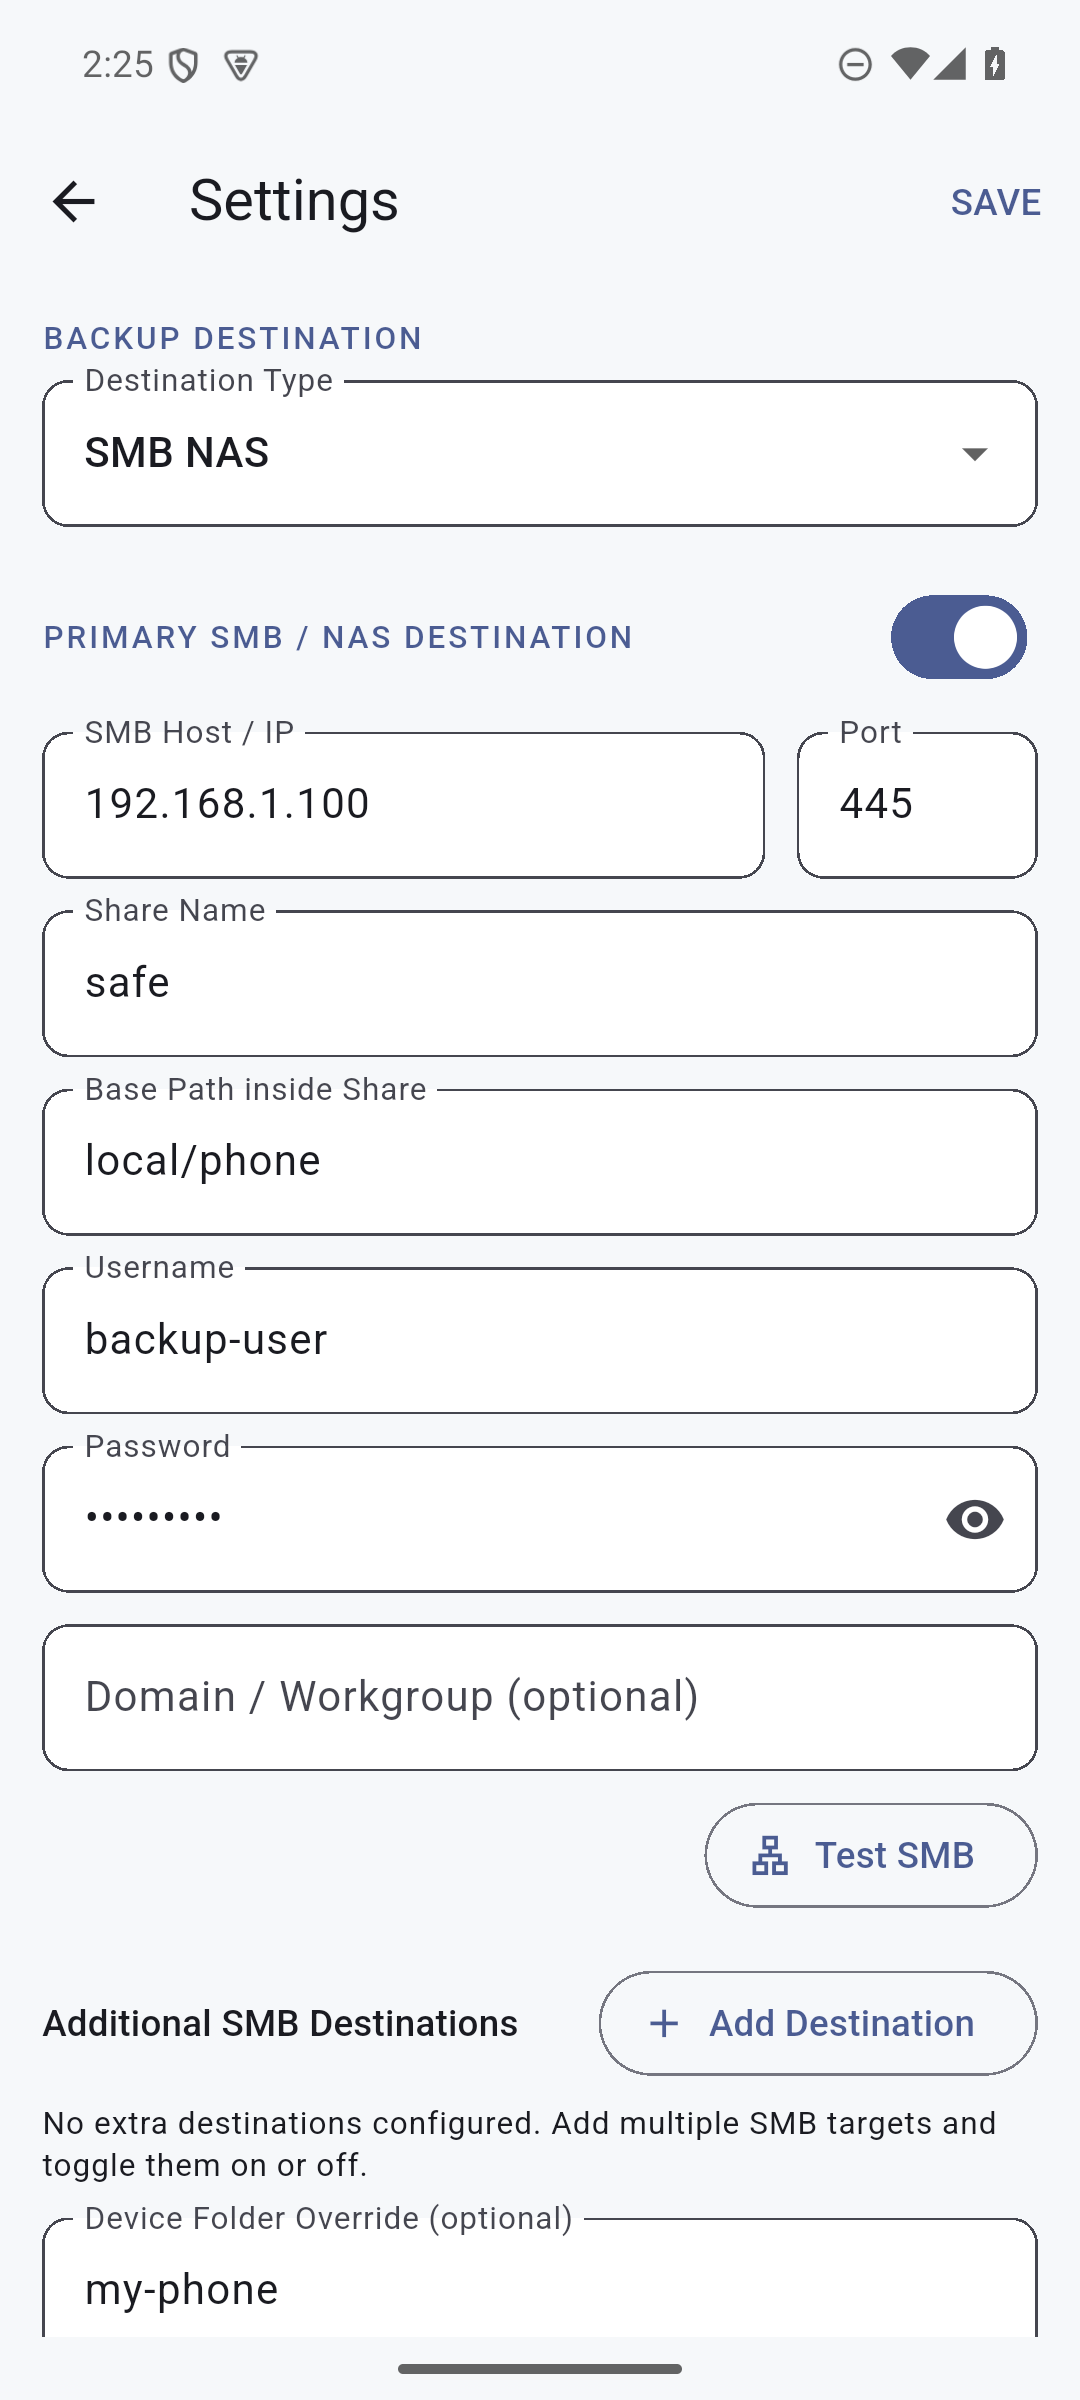 2:25
Settings
SAVE
BACKUP DESTINATION
Destination Type
SMB NAS
PRIMARY SMB / NAS DESTINATION
SMB Host / IP
Port
192.168.1.100
445
Share Name
safe
Base Path inside Share
local/phone
Username
backup-user
Password
•••••••••
Domain / Workgroup (optional)
Test SMB
Additional SMB Destinations
Add Destination
No extra destinations configured. Add multiple SMB targets and
toggle them on or off.
Device Folder Override (optional)
my-phone